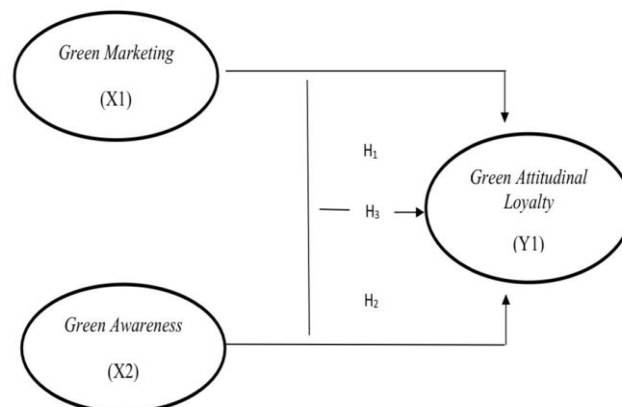 Green Marketing
(X1)
H₁
Green Attitudinal
Loyalty
H₃
(Y1)
H₂
Green Awareness
(X2)